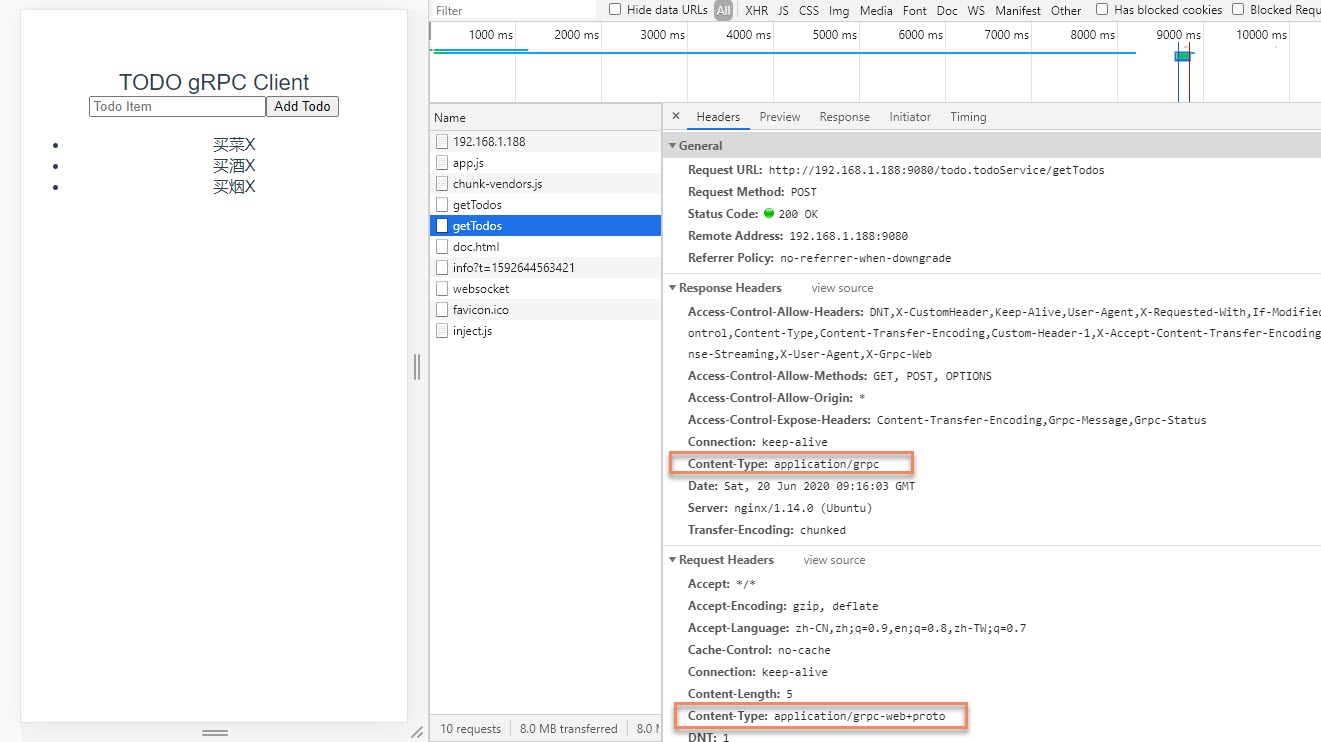 TODO gRPC Client
Todo Item Add Todo
买菜X
买酒X
买烟X
Filter Hide data URLs All XHR JS CSS Img Media Font Doc WS Manifest Other Has blocked cookies Blocked Requ
1000 ms 2000 ms 3000 ms 4000 ms 5000 ms 6000 ms 7000 ms 8000 ms 9000 ms 10000 ms
Name
192.168.1.188
app.js
chunk-vendors.js
getTodos
getTodos
doc.html
info?t=1592644563421
websocket
favicon.ico
inject.js
10 requests 8.0 MB transferred 8.0
× Headers Preview Response Initiator Timing
General
Request URL: http://192.168.1.188:9080/todo.todoService/getTodos
Request Method: POST
Status Code: 200 OK
Remote Address: 192.168.1.188:9080
Referrer Policy: no-referrer-when-downgrade
Response Headers view source
Access-Control-Allow-Headers: DNT,X-CustomHeader,Keep-Alive,User-Agent,X-Requested-With,If-Modified
ontrol,Content-Type,Content-Transfer-Encoding,Custom-Header-1,X-Accept-Content-Transfer-Encoding
nse-Streaming,X-User-Agent,X-Grpc-Web
Access-Control-Allow-Methods: GET, POST, OPTIONS
Access-Control-Allow-Origin: *
Access-Control-Expose-Headers: Content-Transfer-Encoding,Grpc-Message,Grpc-Status
Connection: keep-alive
Content-Type: application/grpc
Date: Sat, 20 Jun 2020 09:16:03 GMT
Server: nginx/1.14.0 (Ubuntu)
Transfer-Encoding: chunked
Request Headers view source
Accept: */*
Accept-Encoding: gzip, deflate
Accept-Language: zh-CN,zh;q=0.9,en;q=0.8,zh-TW;q=0.7
Cache-Control: no-cache
Connection: keep-alive
Content-Length: 5
Content-Type: application/grpc-web+proto
DNT: 1